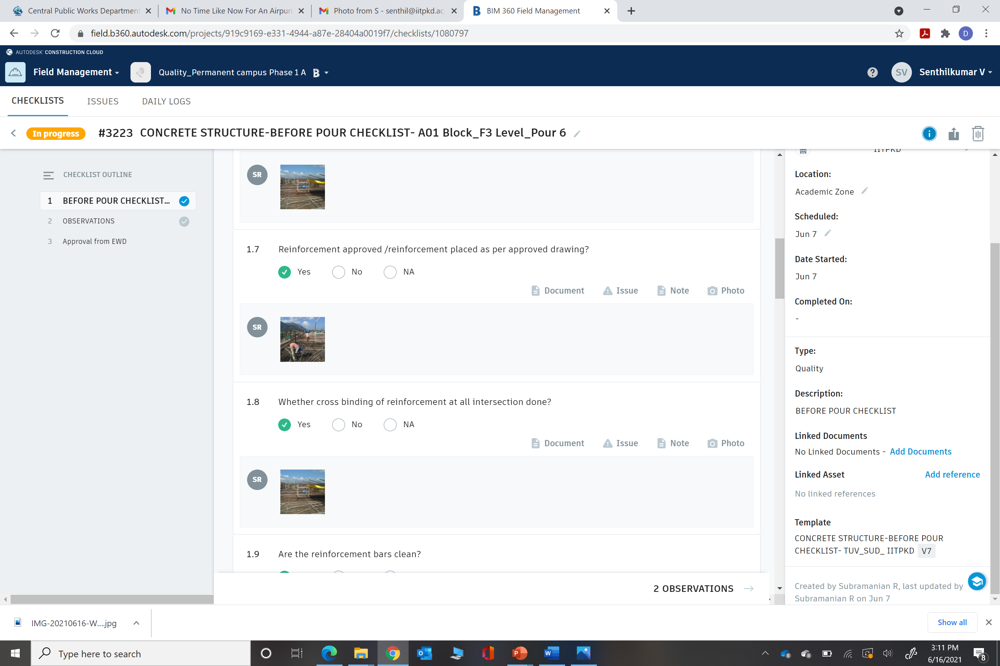 Central Public Works Department
No Time Like Now For An Airpuri
Photo from S - senthil@iitpkd.ac.
BIM 360 Field Management
field.b360.autodesk.com/projects/919c9169-e331-4944-a87e-28404a0019f7/checklists/1080797
D
AUTODESK' CONSTRUCTION CLOUD
Field Management
Quality_Permanent campus Phase 1 A
SV
Senthilkumar V
CHECKLISTS
ISSUES
DAILY LOGS
In progress
#3223 CONCRETE STRUCTURE-BEFORE POUR CHECKLIST- A01 Block_F3 Level_Pour 6
CHECKLIST OUTLINE
1 BEFORE POUR CHECKLIST...
2 OBSERVATIONS
3 Approval from EWD
SR
1.7 Reinforcement approved /reinforcement placed as per approved drawing?
Yes No NA
Document Issue Note Photo
SR
1.8 Whether cross binding of reinforcement at all intersection done?
Yes No NA
Document Issue Note Photo
SR
1.9 Are the reinforcement bars clean?
2 OBSERVATIONS
IITPKD
Location:
Academic Zone
Scheduled:
Jun 7
Date Started:
Jun 7
Completed On:
-
Type:
Quality
Description:
BEFORE POUR CHECKLIST
Linked Documents
No Linked Documents - Add Documents
Linked Asset Add reference
No linked references
Template
CONCRETE STRUCTURE-BEFORE POUR
CHECKLIST- TUV_SUD_ IITPKD V7
Created by Subramanian R, last updated by
Subramanian R on Jun 7
IMG-20210616-W....jpg
Show all
Type here to search
3:11 PM
6/16/2021
8